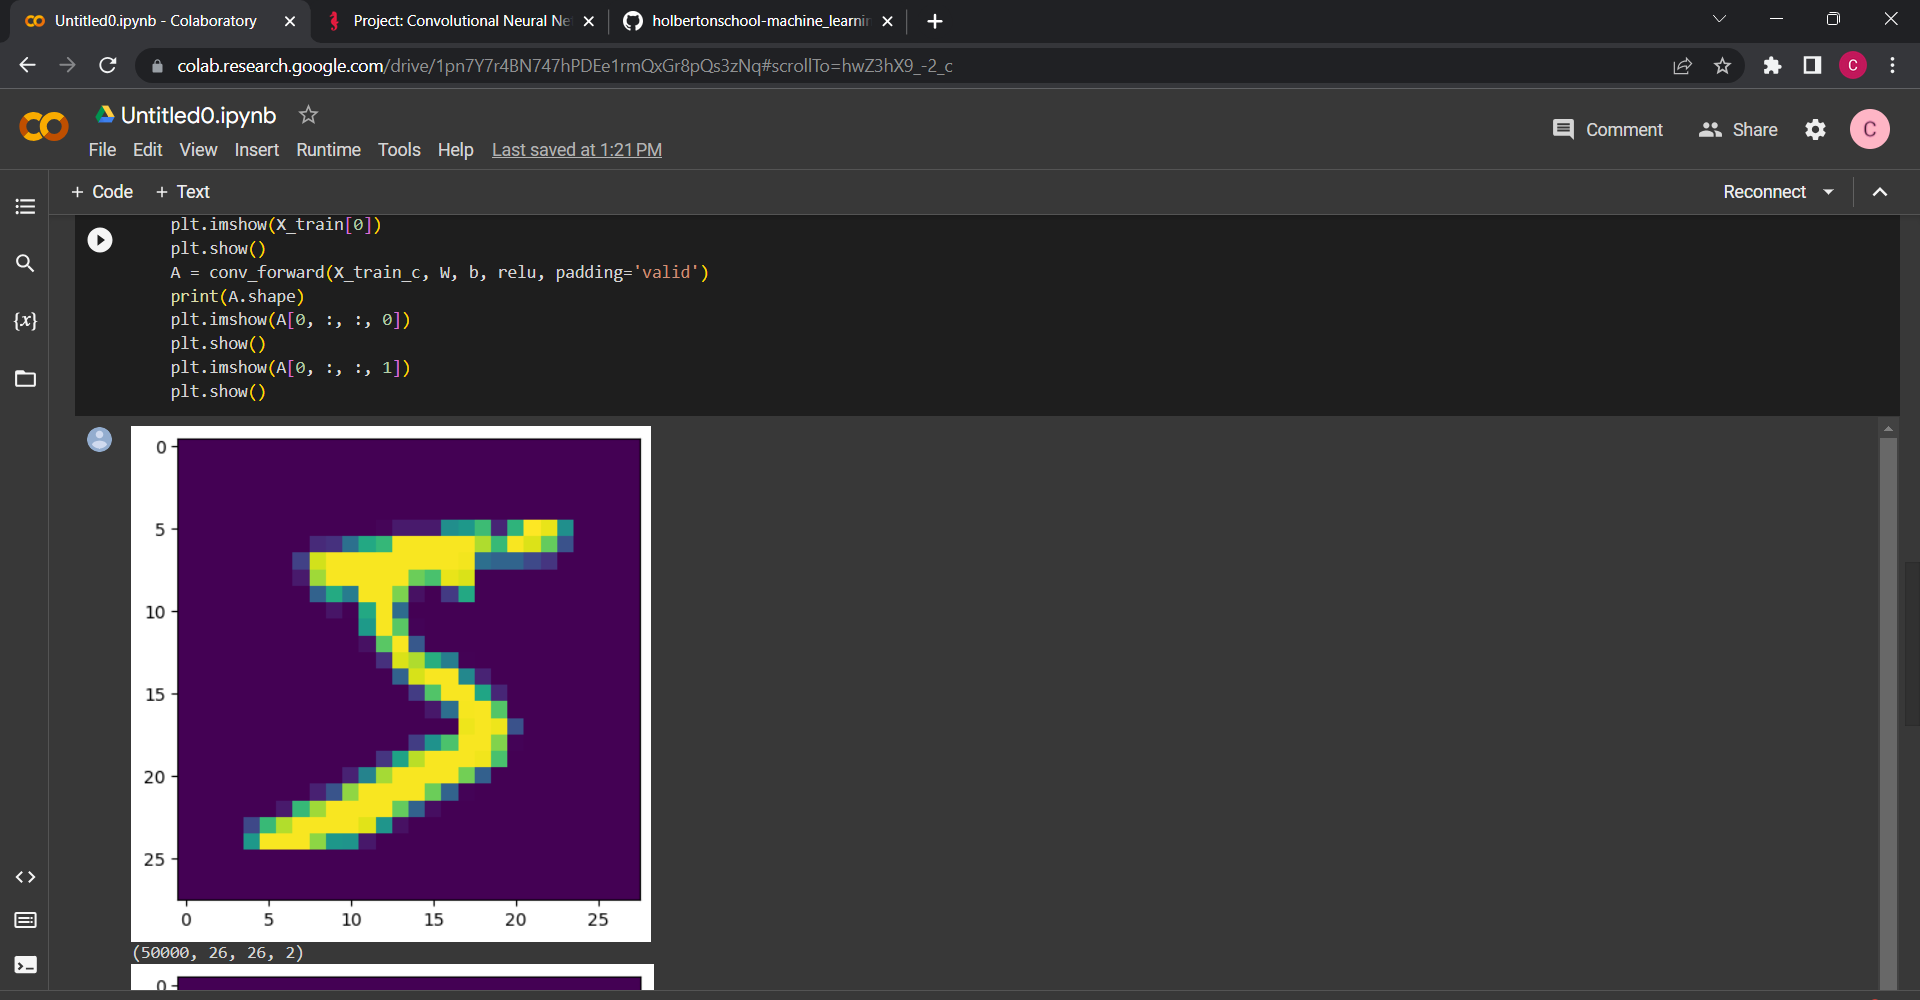 Untitled0.ipynb - Colaboratory
Project: Convolutional Neural Ne
holbertonschool-machine_learnin
colab.research.google.com/drive/1pn7Y7r4BN747hPDEe1rmQxGr8pQs3zNq#scrollTo=hwZ3hX9_-2_c
C
Untitled0.ipynb
Comment
Share
C
File Edit View Insert Runtime Tools Help Last saved at 1:21 PM
+ Code + Text
Reconnect
{x}
plt.imshow(X_train[0])
plt.show()
A = conv_forward(X_train_c, W, b, relu, padding='valid')
print(A.shape)
plt.imshow(A[0, :, :, 0])
plt.show()
plt.imshow(A[0, :, :, 1])
plt.show()
0
5
10
15
20
25
0 5 10 15 20 25
(50000, 26, 26, 2)
0